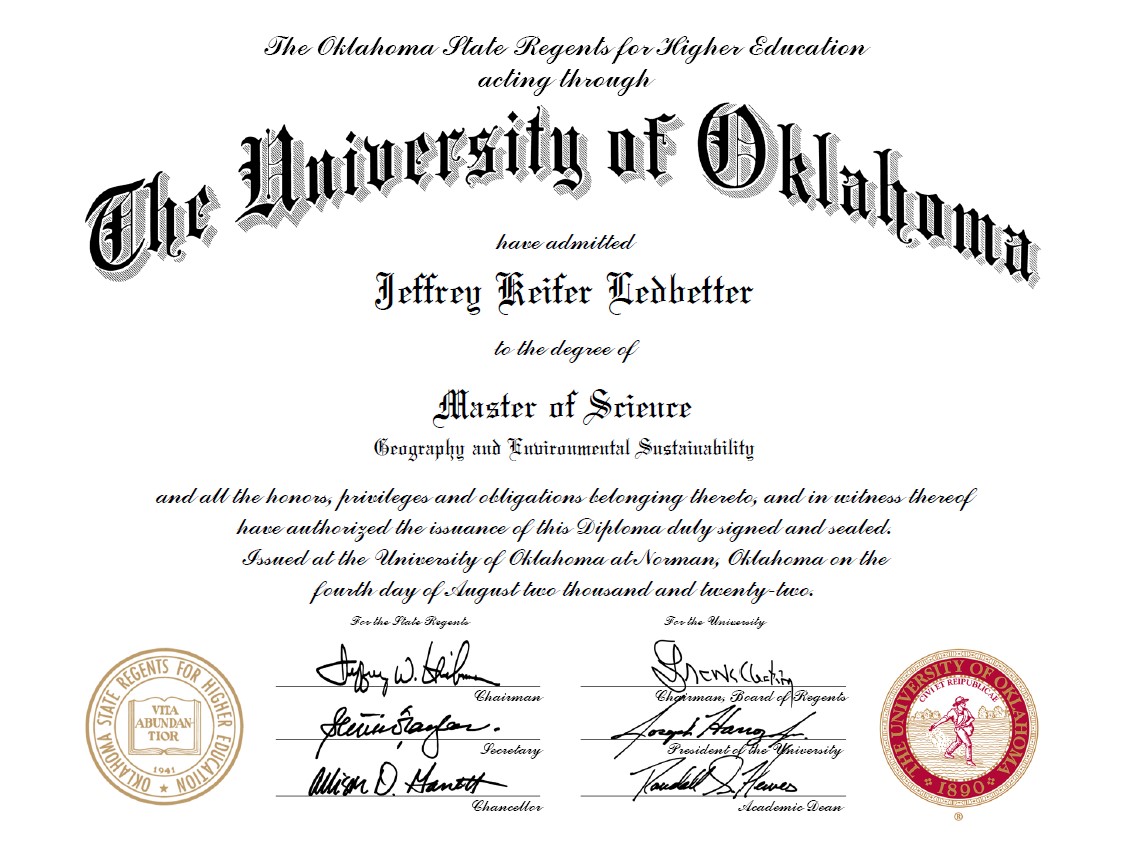 The Oklahoma State Regents for Higher Education
acting through
The University of Oklahoma
have admitted
Jeffrey Keifer Ledbetter
to the degree of
Master of Science
Geography and Environmental Sustainability
and all the honors, privileges and obligations belonging thereto, and in witness thereof
have authorized the issuance of this Diploma duly signed and sealed.
Issued at the University of Oklahoma at Norman, Oklahoma on the
fourth day of August two thousand and twenty-two.
For the State Regents
For the University
Jeffrey W.
Chairman
Chairman, Board of Regents
Secretary
Joseph Harroz Jr.
President of the University
Allison D. Garrett
Chancellor
Randall S. Hewes
Academic Dean
OKLAHOMA STATE REGENTS FOR HIGHER EDUCATION
VITA
ABUNDAN-
TIOR
1941
THE UNIVERSITY OF OKLAHOMA
CIVI ET REIPUBLICAE
1890
®